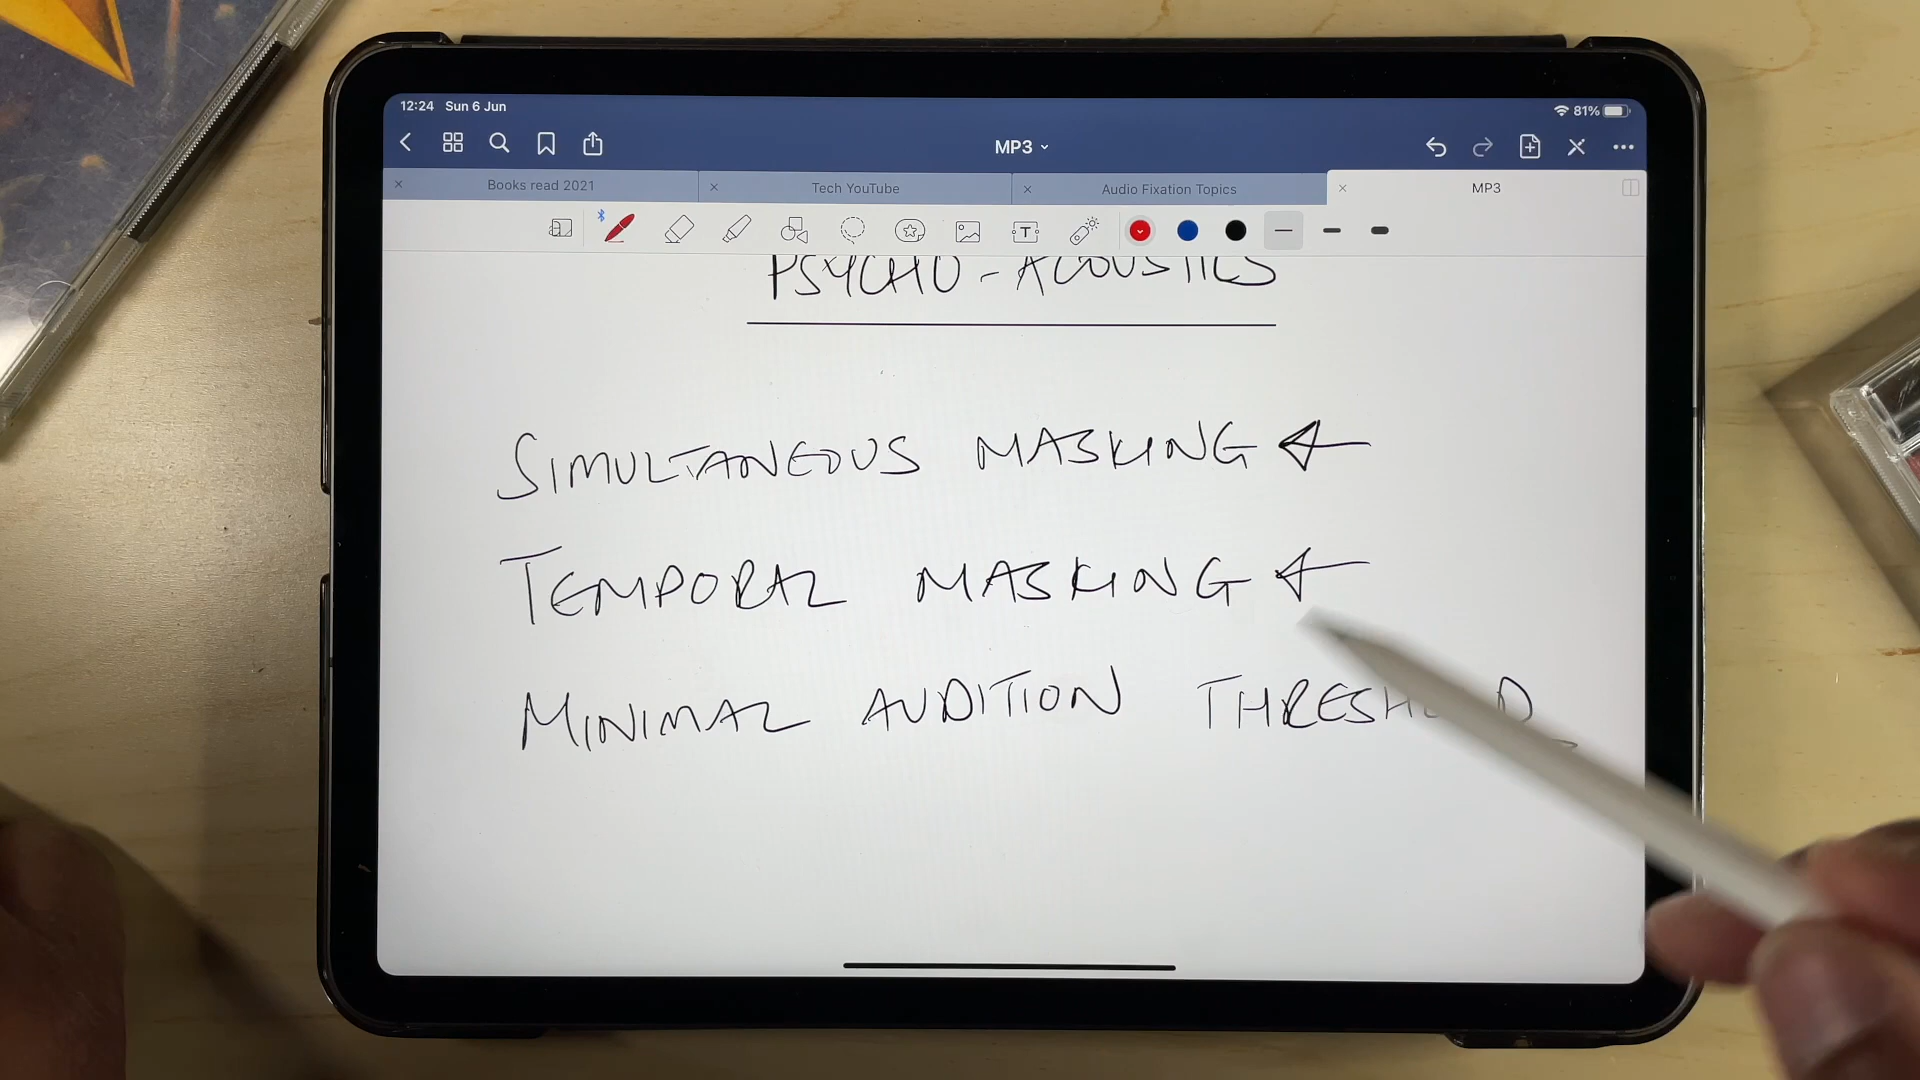 12:24 Sun 6 Jun
81%
MP3
Books read 2021
Tech YouTube
Audio Fixation Topics
MP3
PSYCHO-ACOUSTICS
SIMULTANEOUS MASKING
TEMPORAL MASKING
MINIMAL AUDITION THRESHOLD